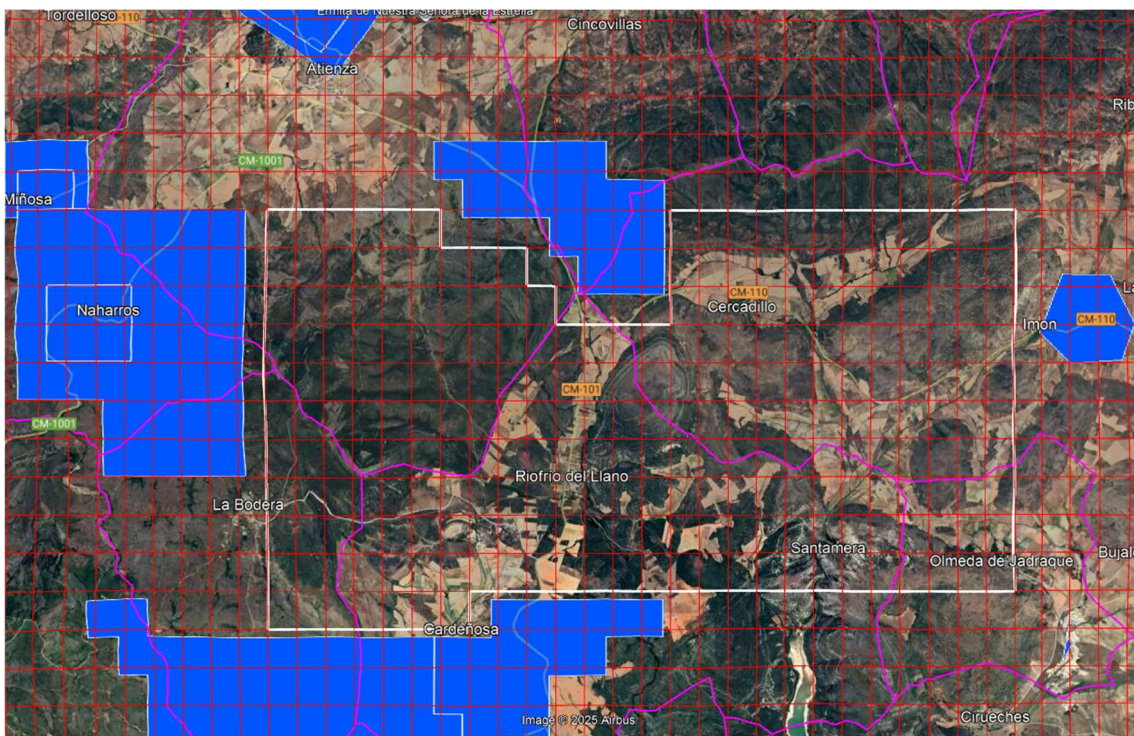 Tordelloso
-110
Ermita de Nuestra Señora de la Estrella
Cincovillas
Atienza
Rib
CM-1001
Miñosa
La
Naharros
CM-110
Cercadillo
CM-110
Imón
CM-101
CM-1001
Riofrío del Llano
La Bodera
Santamera
Olmeda de Jadraque
Bujal
Cardeñosa
Image © 2025 Airbus
Cirueches